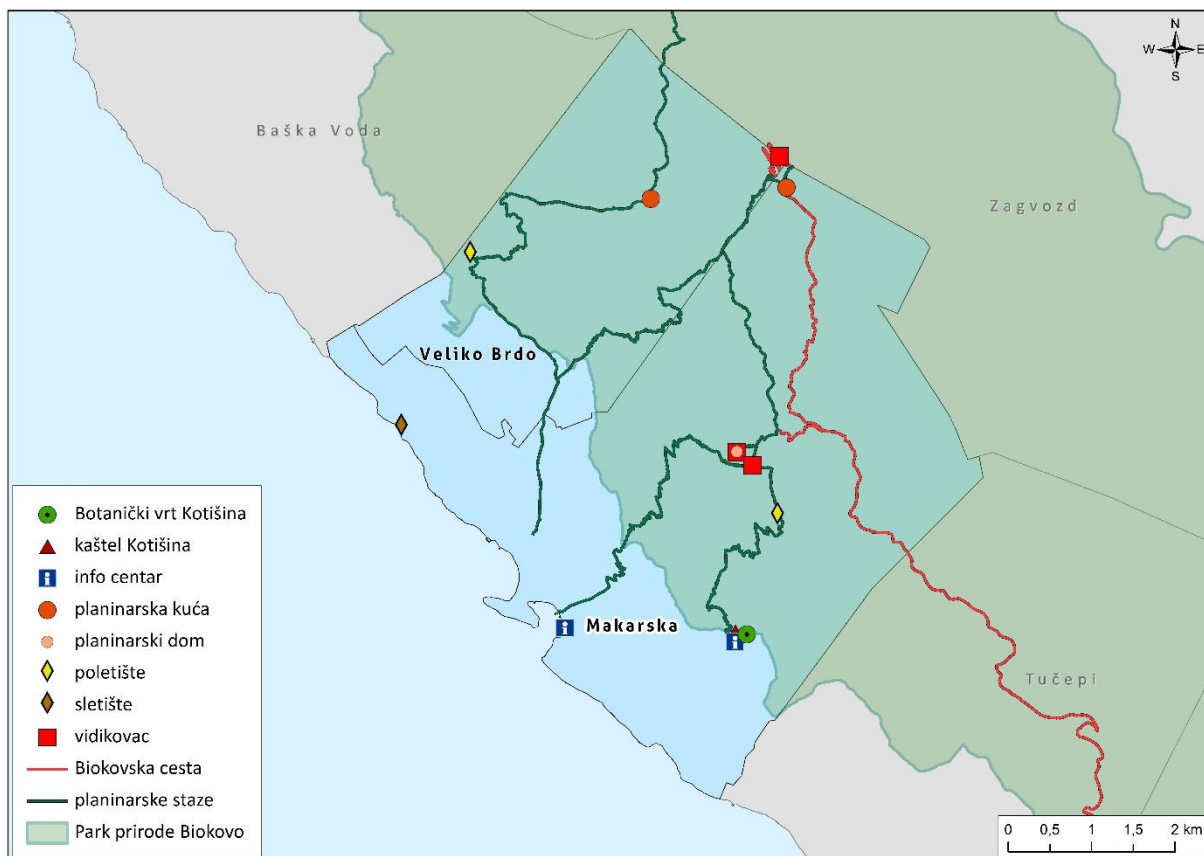 N
W E
S
Baška Voda
Zagvozd
Veliko Brdo
Makarska
Tučepi
Botanički vrt Kotišina
kaštel Kotišina
info centar
planinarska kuća
planinarski dom
poletište
sletište
vidikovac
Biokovska cesta
planinarske staze
Park prirode Biokovo
0 0,5 1 1,5 2 km